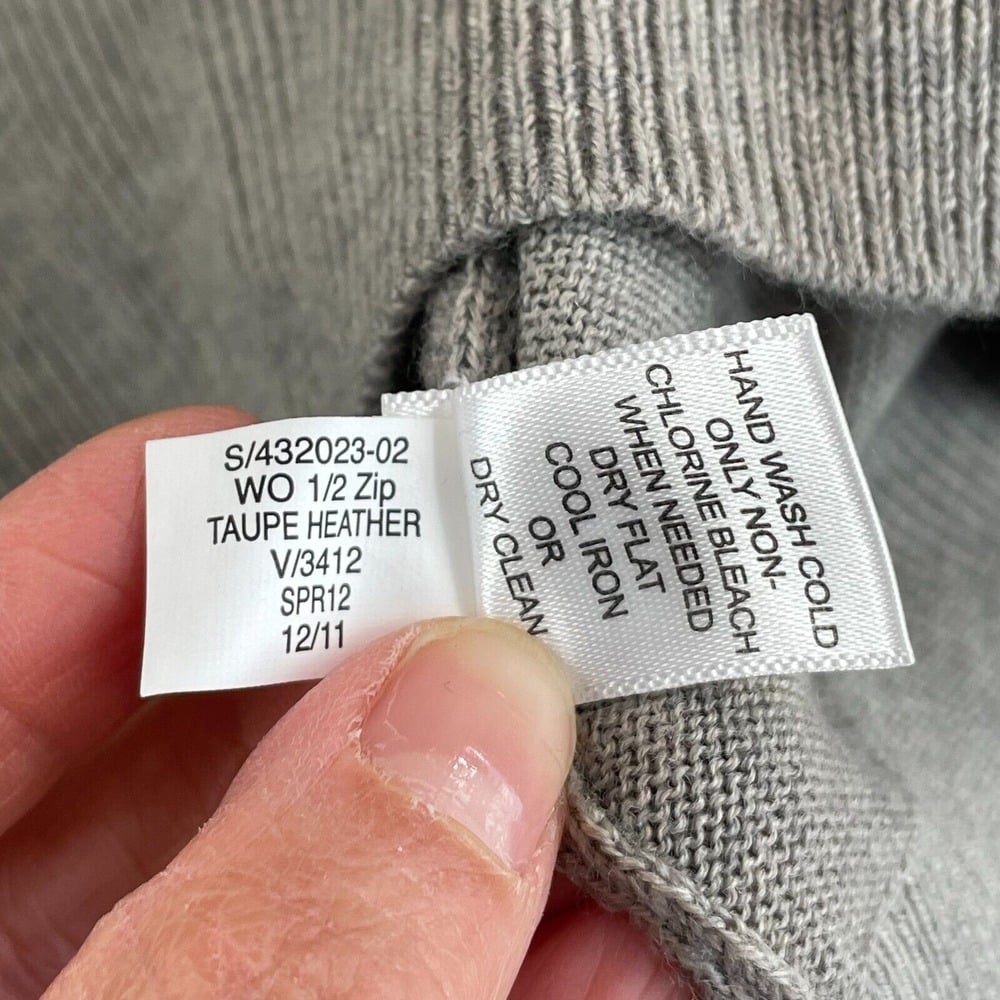 S/432023-02
WO 1/2 Zip
TAUPE HEATHER
V/3412
SPR12
12/11
HAND WASH COLD
ONLY NON-
CHLORINE BLEACH
WHEN NEEDED
DRY FLAT
COOL IRON
OR
DRY CLEAN